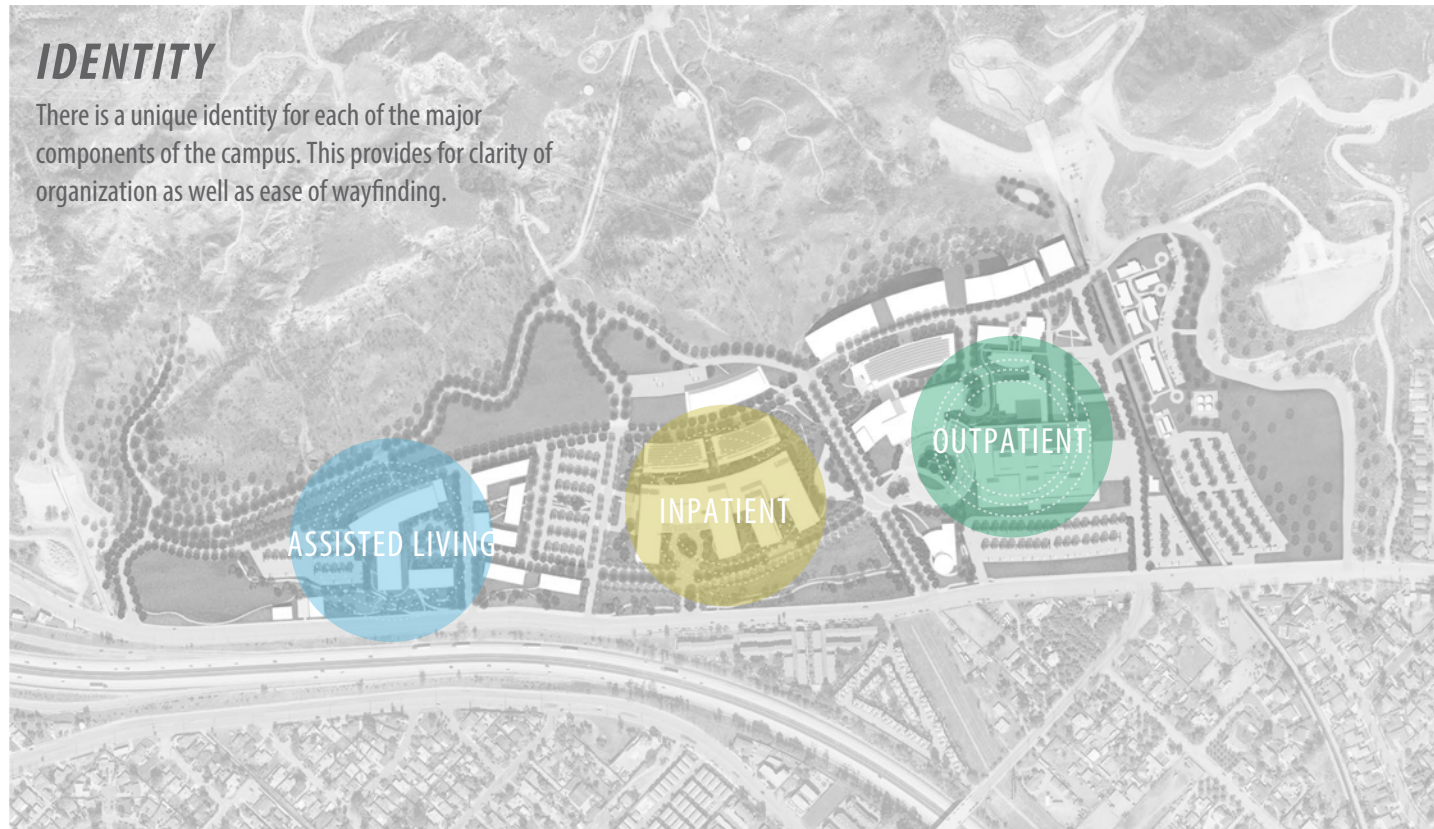 IDENTITY
There is a unique identity for each of the major
components of the campus. This provides for clarity of
organization as well as ease of wayfinding.
OUTPATIENT
INPATIENT
ASSISTED LIVING